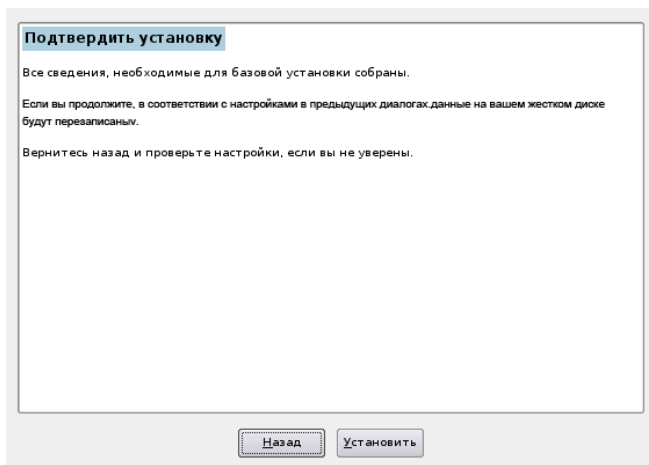 Подтвердить установку
Все сведения, необходимые для базовой установки собраны.
Если вы продолжите, в соответствии с настройками в предыдущих диалогах.данные на вашем жестком диске
будут перезаписаныv.
Вернитесь назад и проверьте настройки, если вы не уверены.
Назад
Установить